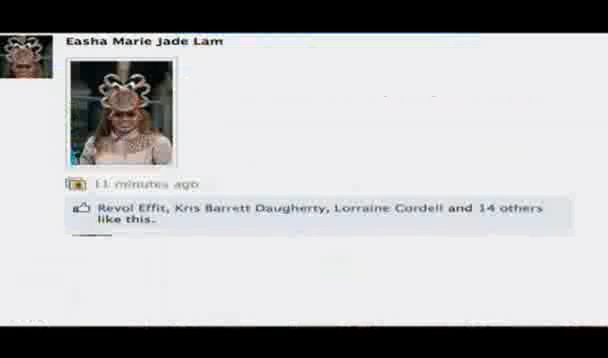 Easha Marie Jade Lam
11 minutes ago
Revol Effit, Kris Barrett Daugherty, Lorraine Cordell and 14 others
like this.